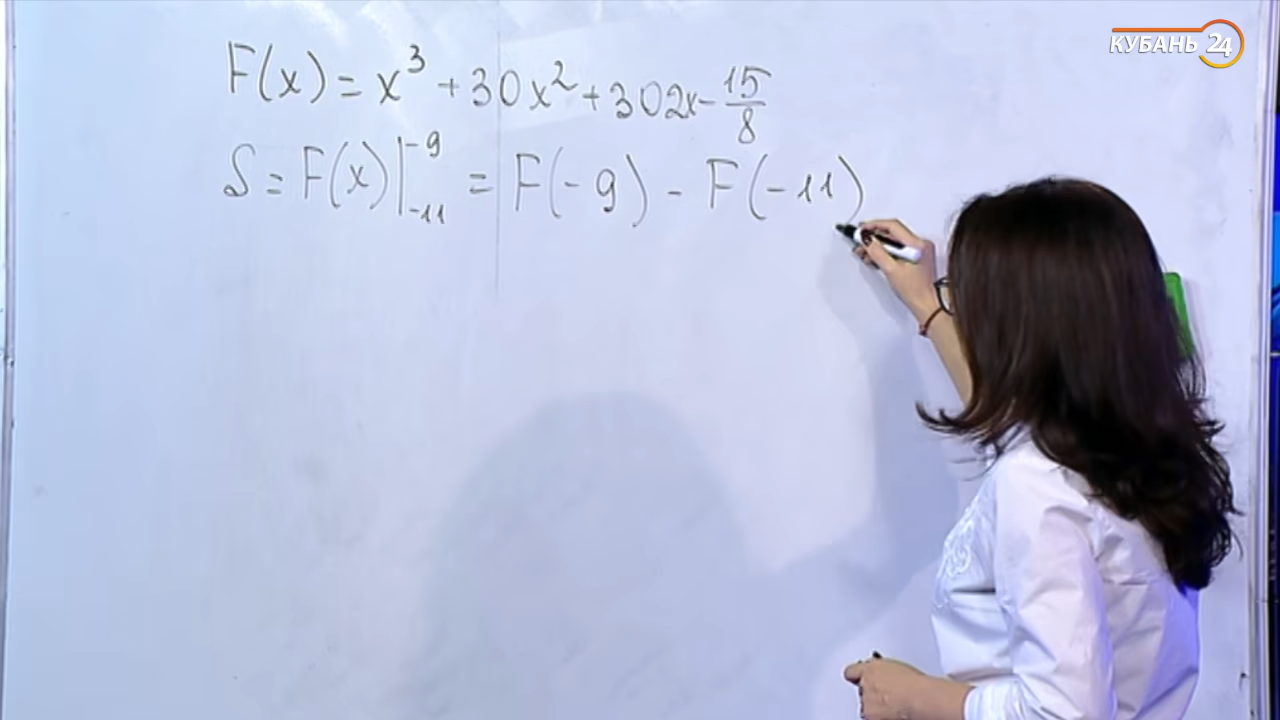 КУБАНЬ 24
F(x) = x³ + 30x² + 302x - 15/8
S = F(x)|₋₁₁⁻⁹ = F(-9) - F(-11)